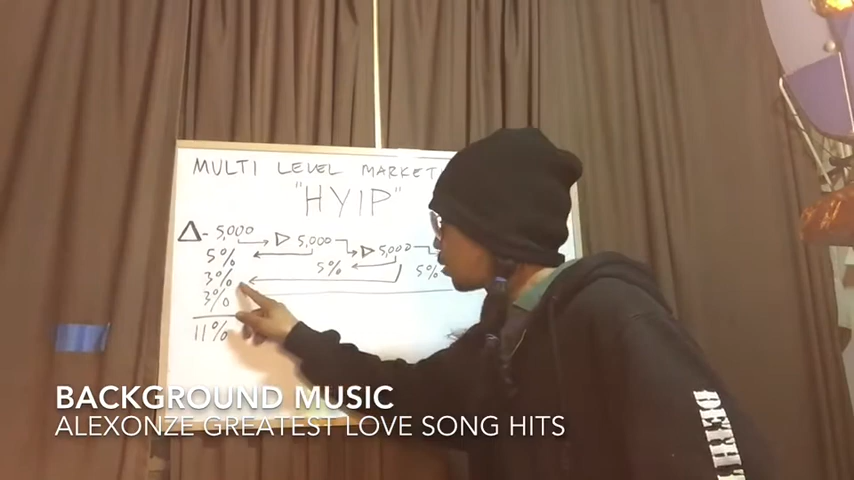 MULTI LEVEL MARKET
"HYIP"
Δ - 5,000 → ▷ 5,000 → ▷ 5,000
5% 5% 5%
3%
3%
11%
BACKGROUND MUSIC
ALEXONZE GREATEST LOVE SONG HITS